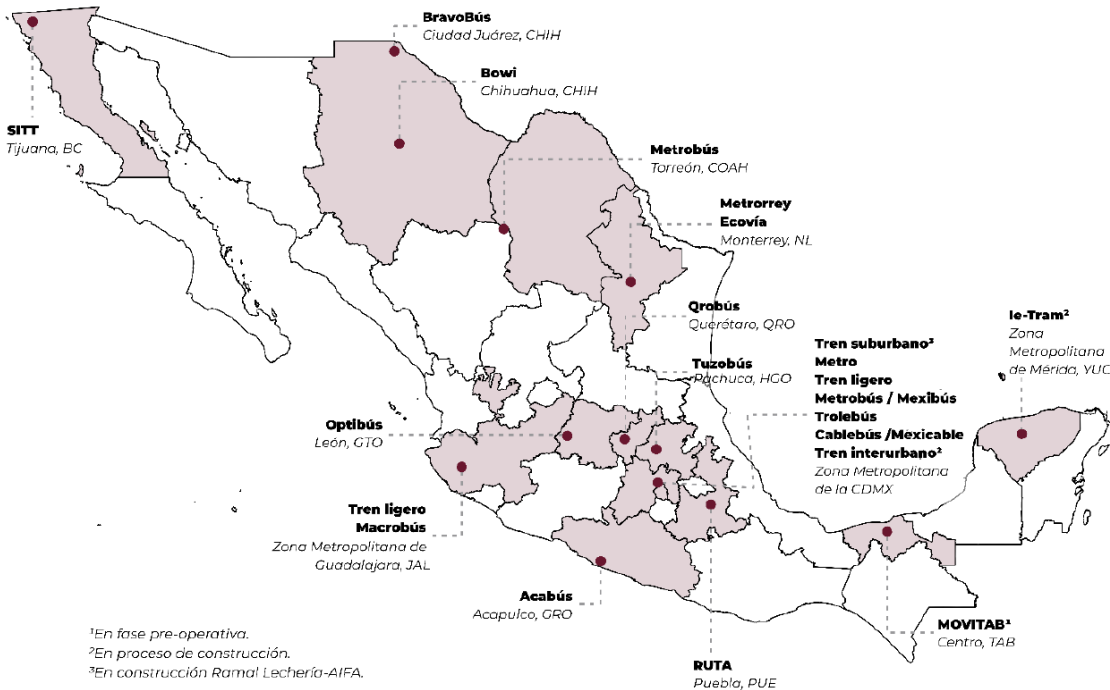 BravoBús
Ciudad Juárez, CHIH
Bowi
Chihuahua, CHIH
SITT
Tijuana, BC
Metrobús
Torreón, COAH
Metrorrey
Ecovía
Monterrey, NL
Qrobús
Querétaro, QRO
Tuzobús
Pachuca, HGO
Tren suburbano³
Metro
Tren ligero
Metrobús / Mexibús
Trolebús
Cablebús /Mexicable
Tren interurbano²
Zona Metropolitana
de la CDMX
Ie-Tram²
Zona
Metropolitana
de Mérida, YUC
Optibús
León, GTO
Tren ligero
Macrobús
Zona Metropolitana de
Guadalajara, JAL
Acabús
Acapulco, GRO
RUTA
Puebla, PUE
MOVITAB¹
Centro, TAB
¹En fase pre-operativa.
²En proceso de construcción.
³En construcción Ramal Lechería-AIFA.